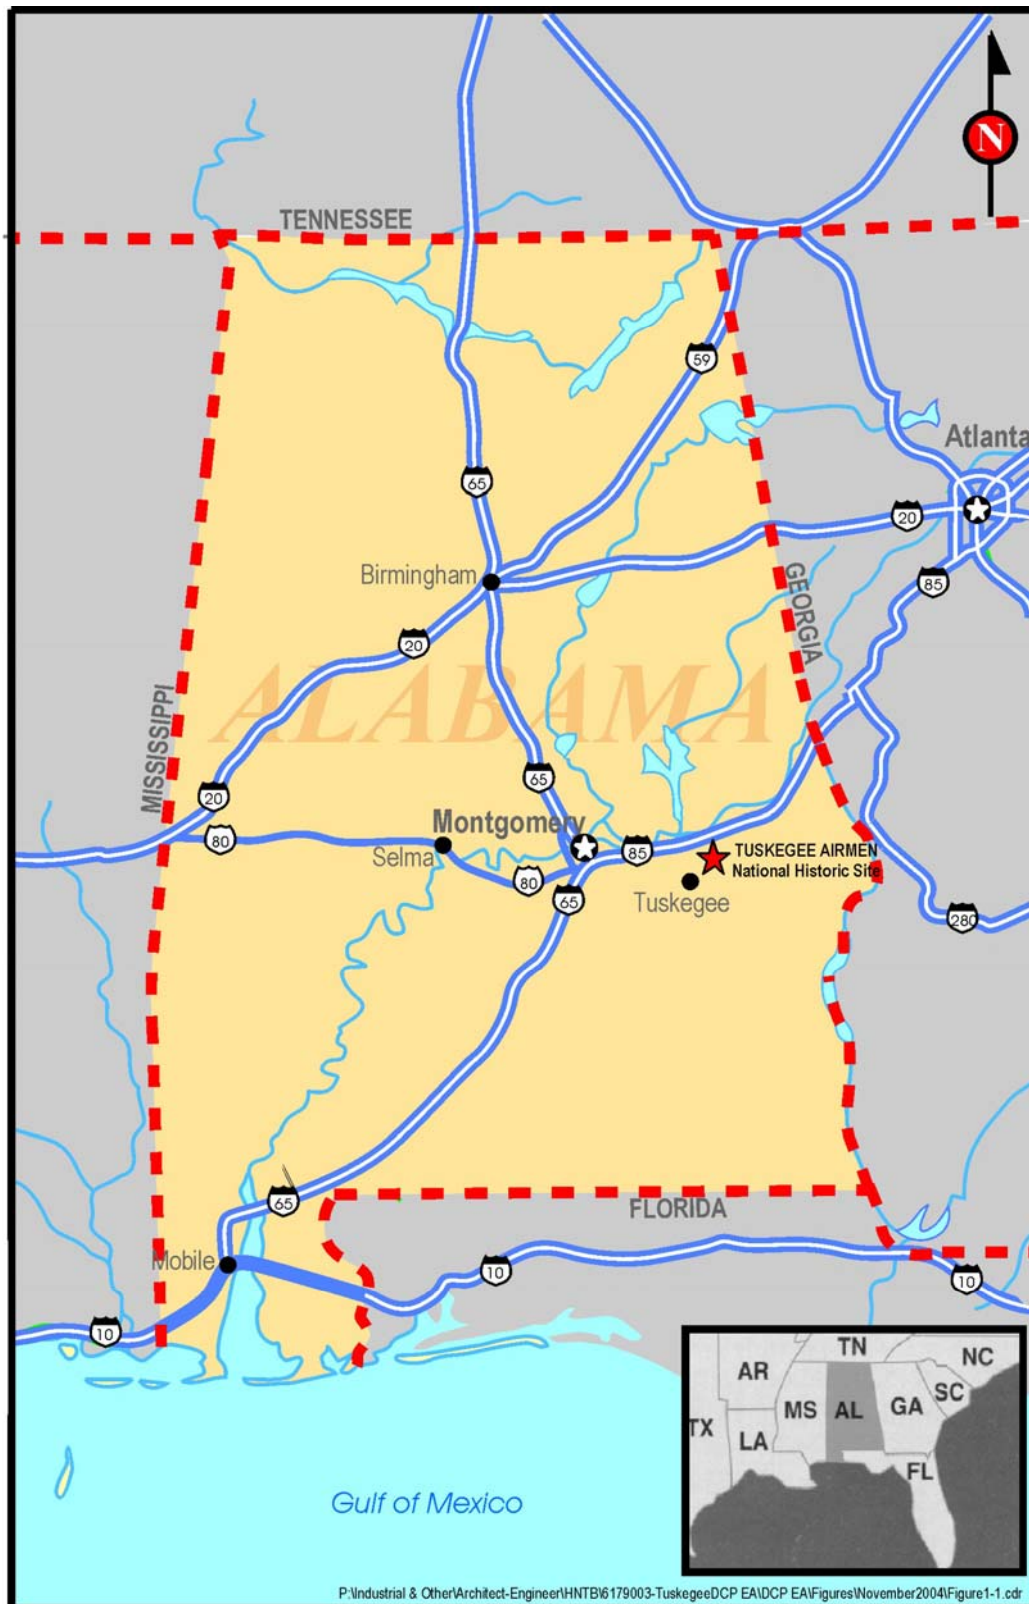 N
TENNESSEE
59
Atlanta
65
20
Birmingham
85
GEORGIA
20
ALABAMA
MISSISSIPPI
65
20
80
Montgomery
Selma
85
TUSKEGEE AIRMEN
National Historic Site
80
65
Tuskegee
280
65
FLORIDA
Mobile
10
10
10
TN
NC
AR
SC
MS
AL
GA
TX
LA
FL
Gulf of Mexico
P:\Industrial & Other\Architect-Engineer\HNTB\6179003-TuskegeeDCP EA\DCP EA\Figures\November2004\Figure1-1.cdr